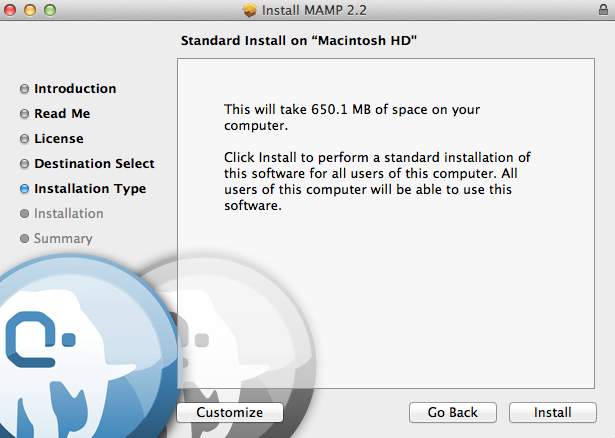 Install MAMP 2.2
Standard Install on “Macintosh HD”
Introduction
Read Me
License
Destination Select
Installation Type
Installation
Summary
This will take 650.1 MB of space on your
computer.
Click Install to perform a standard installation of
this software for all users of this computer. All
users of this computer will be able to use this
software.
Customize
Go Back
Install